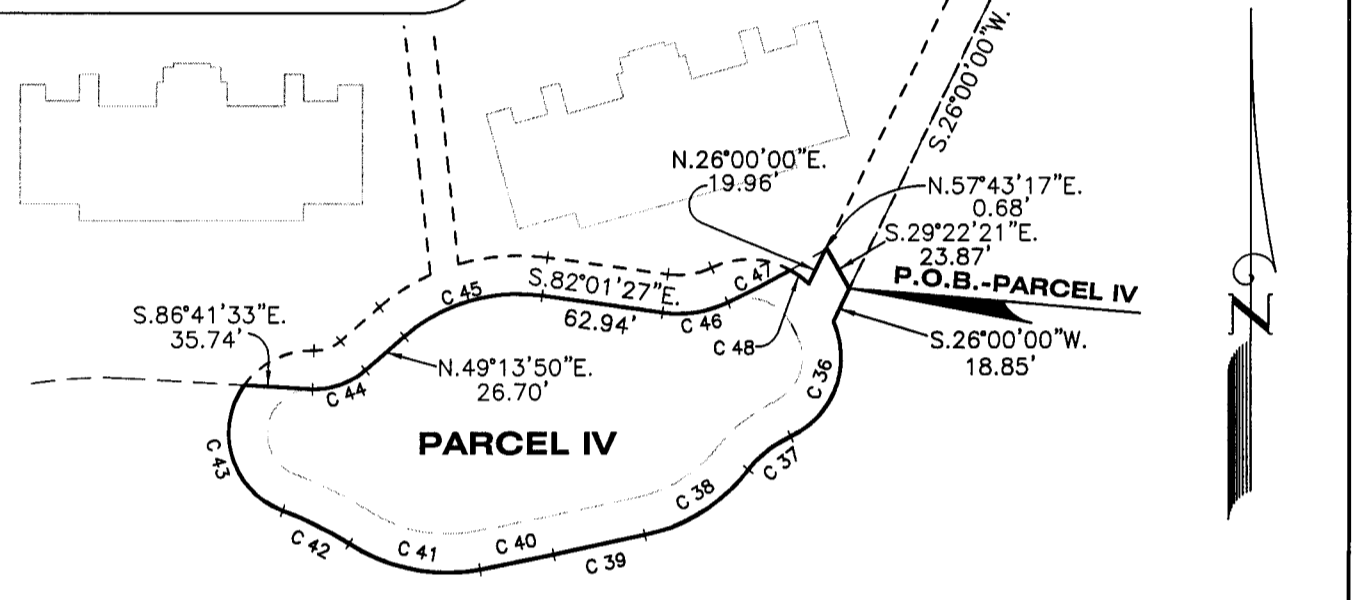 S.26°00'00"W.
N.26°00'00"E.
19.96'
N.57°43'17"E.
0.68'
S.29°22'21"E.
23.87'
P.O.B.-PARCEL IV
S.82°01'27"E.
62.94'
C 45
C 46
C 47
C 48
S.86°41'33"E.
35.74'
S.26°00'00"W.
18.85'
N.49°13'50"E.
26.70'
C 44
C 36
PARCEL IV
C 43
C 37
C 38
C 42
C 41
C 40
C 39
N